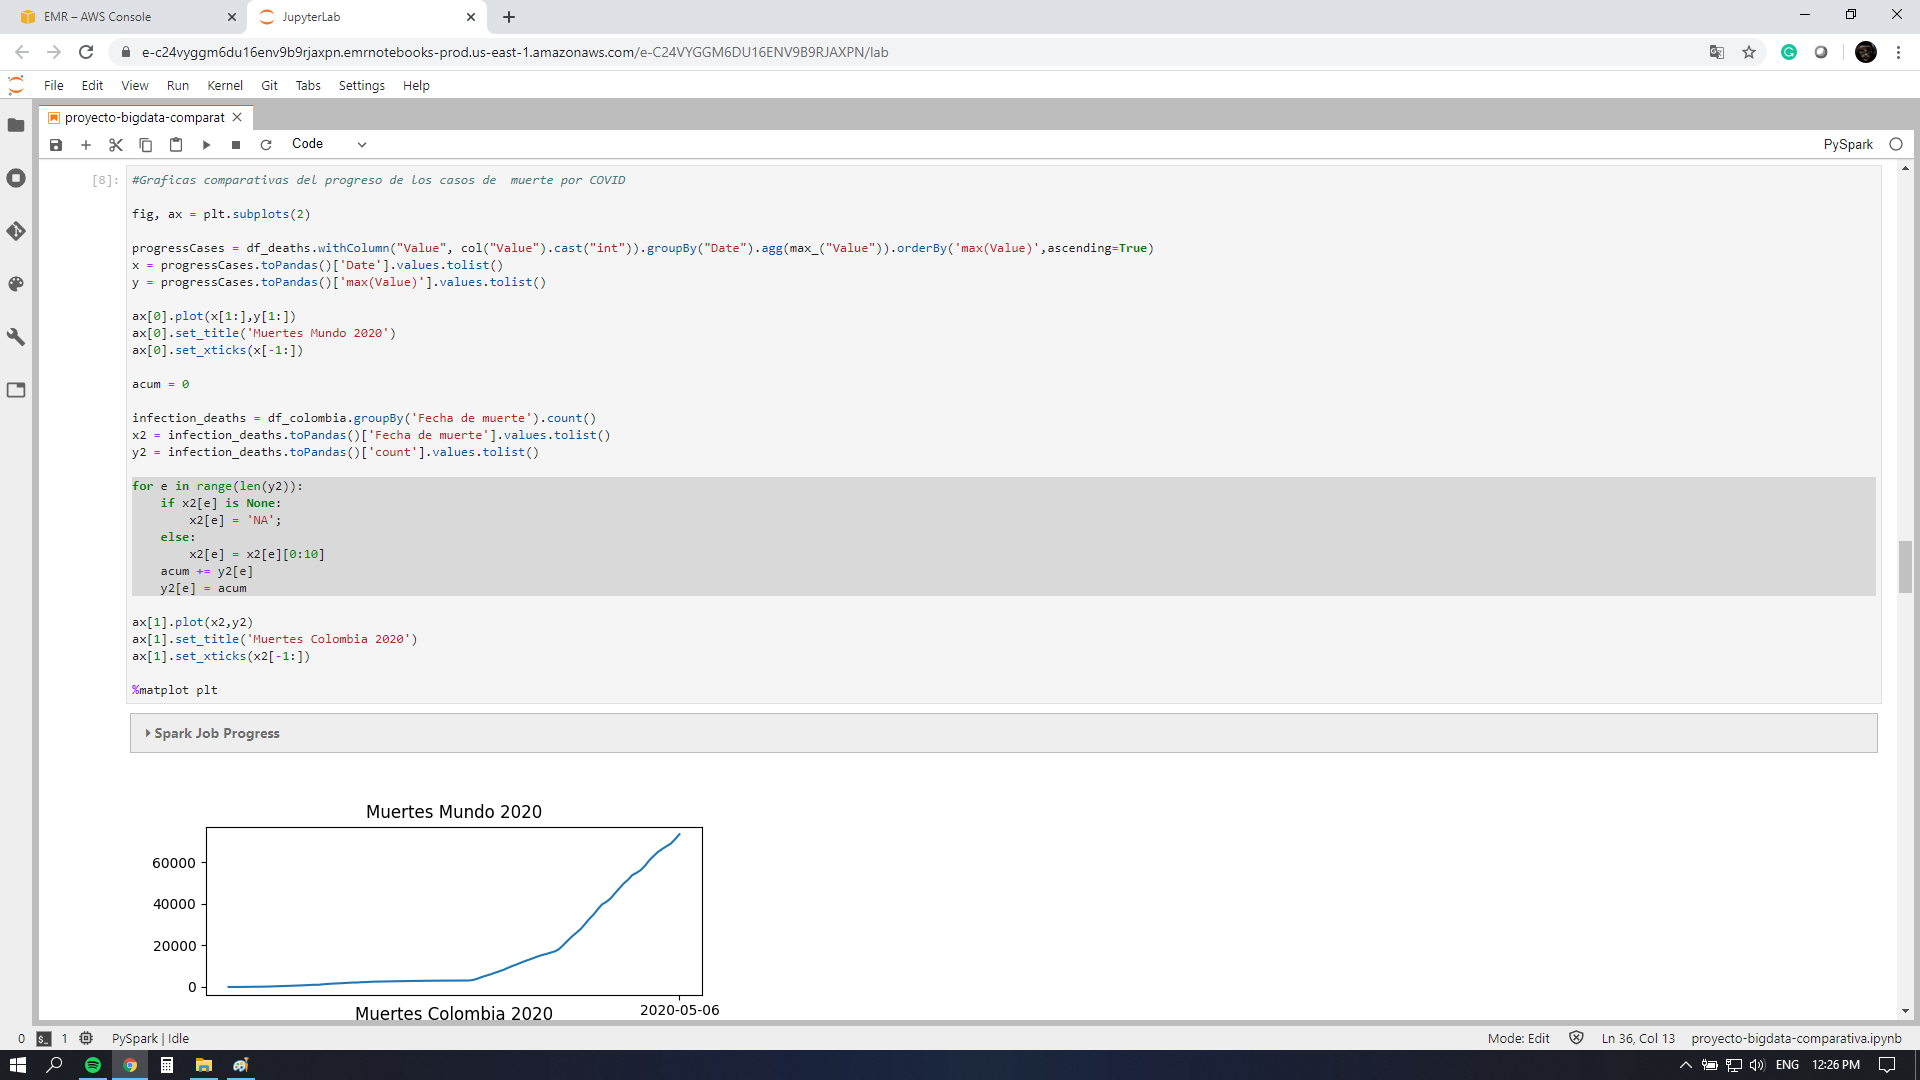 EMR – AWS Console
JupyterLab
e-c24vyggm6du16env9b9rjaxpn.emrnotebooks-prod.us-east-1.amazonaws.com/e-C24VYGGM6DU16ENV9B9RJAXPN/lab
File Edit View Run Kernel Git Tabs Settings Help
proyecto-bigdata-comparat
Code
PySpark
[8]: #Graficas comparativas del progreso de los casos de  muerte por COVID
fig, ax = plt.subplots(2)
progressCases = df_deaths.withColumn("Value", col("Value").cast("int")).groupBy("Date").agg(max_("Value")).orderBy('max(Value)',ascending=True)
x = progressCases.toPandas()['Date'].values.tolist()
y = progressCases.toPandas()['max(Value)'].values.tolist()
ax[0].plot(x[1:],y[1:])
ax[0].set_title('Muertes Mundo 2020')
ax[0].set_xticks(x[-1:])
acum = 0
infection_deaths = df_colombia.groupBy('Fecha de muerte').count()
x2 = infection_deaths.toPandas()['Fecha de muerte'].values.tolist()
y2 = infection_deaths.toPandas()['count'].values.tolist()
for e in range(len(y2)):
    if x2[e] is None:
        x2[e] = 'NA';
    else:
        x2[e] = x2[e][0:10]
    acum += y2[e]
    y2[e] = acum
ax[1].plot(x2,y2)
ax[1].set_title('Muertes Colombia 2020')
ax[1].set_xticks(x2[-1:])
%matplot plt
Spark Job Progress
Muertes Mundo 2020
60000
40000
20000
0
2020-05-06
Muertes Colombia 2020
0 $_ 1 PySpark | Idle
Mode: Edit Ln 36, Col 13 proyecto-bigdata-comparativa.ipynb
ENG 12:26 PM